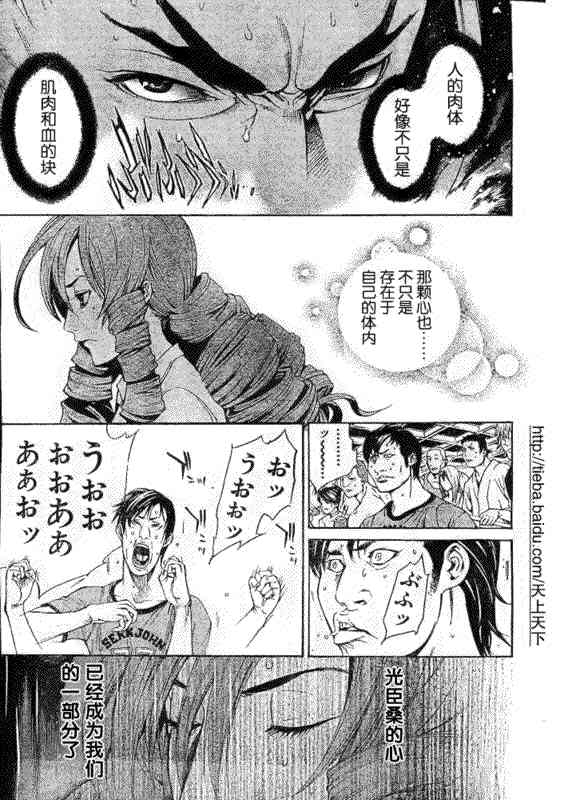 人的肉体
好像不只是
肌肉和血的块
那颗心也……
不只是
存在于
自己的体内
………ッ…
ぶふッ
おッ
うおおッ
うおお
おおああ
あぁおッ
SEKKJOHN
光臣桑的心
已经成为我们
的一部分了
http://tieba.baidu.com/天上天下